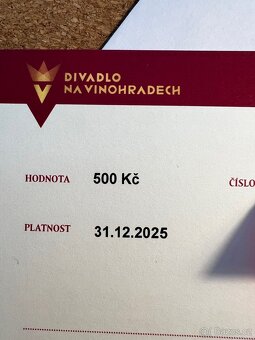 DIVADLO
NA VINOHRADECH
HODNOTA 500 Kč ČÍSLO
PLATNOST 31.12.2025